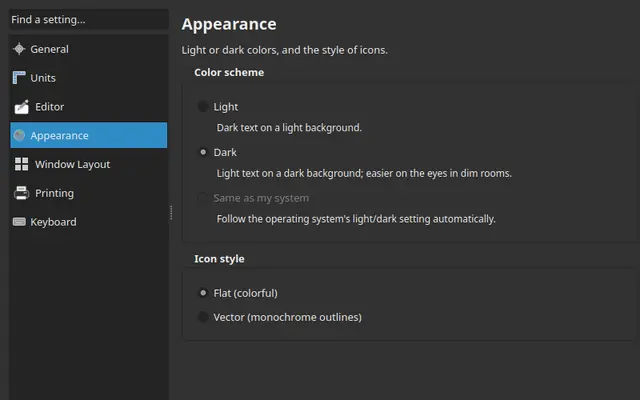 Find a setting...
General
Units
Editor
Appearance
Window Layout
Printing
Keyboard
Appearance
Light or dark colors, and the style of icons.
Color scheme
Light
Dark text on a light background.
Dark
Light text on a dark background; easier on the eyes in dim rooms.
Same as my system
Follow the operating system's light/dark setting automatically.
Icon style
Flat (colorful)
Vector (monochrome outlines)